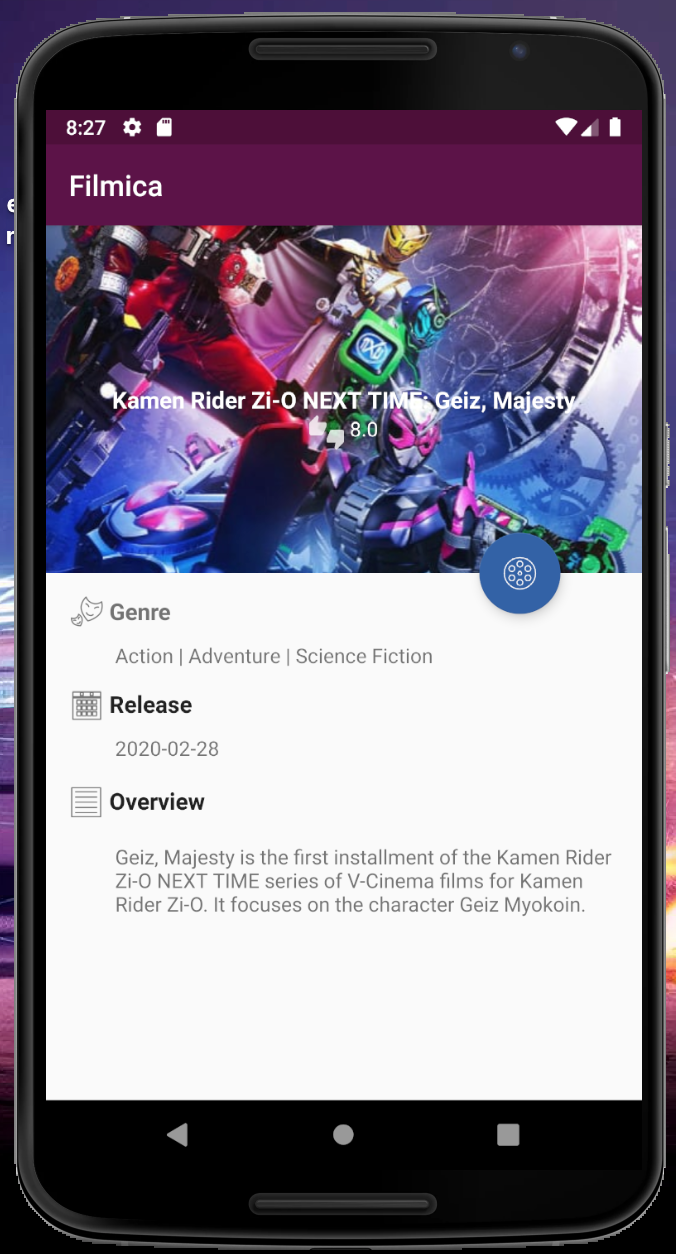 8:27
Filmica
Kamen Rider Zi-O NEXT TIME: Geiz, Majesty
8.0
Genre
Action | Adventure | Science Fiction
Release
2020-02-28
Overview
Geiz, Majesty is the first installment of the Kamen Rider
Zi-O NEXT TIME series of V-Cinema films for Kamen
Rider Zi-O. It focuses on the character Geiz Myokoin.